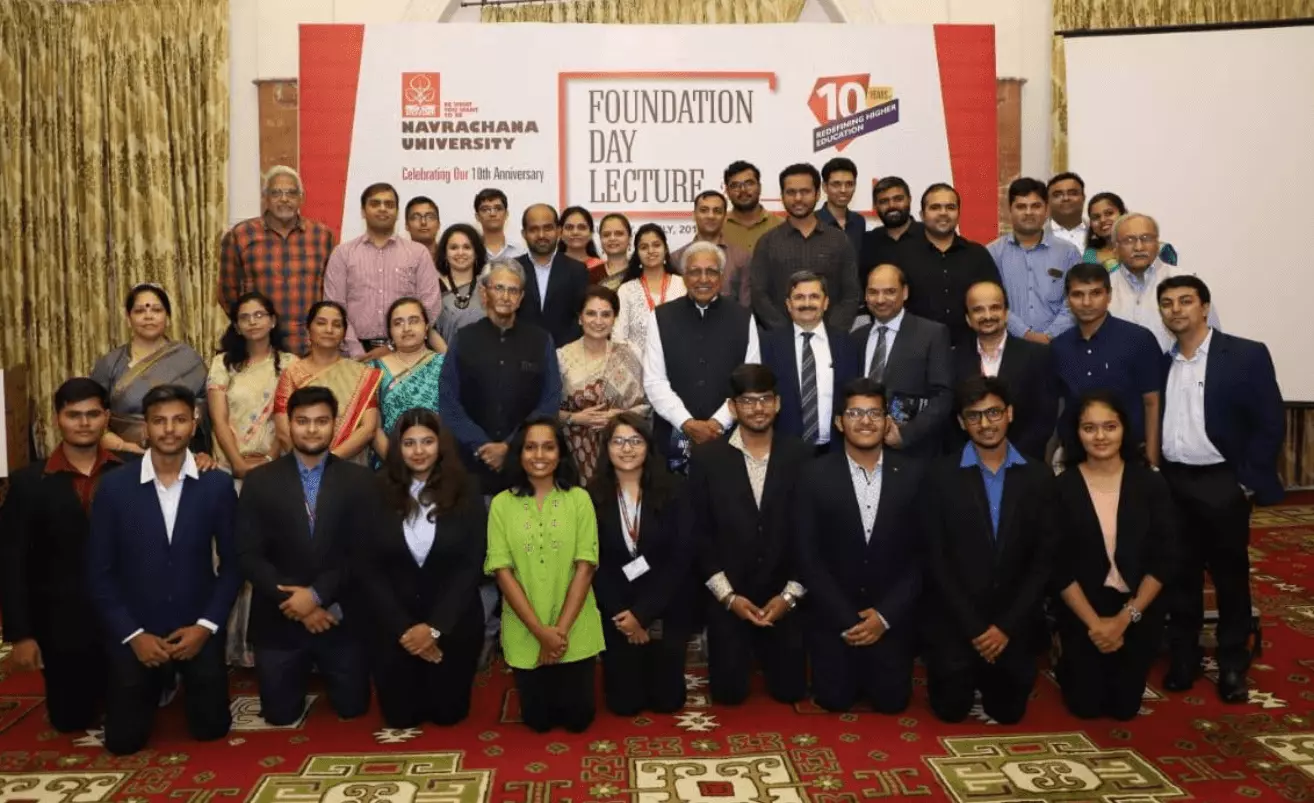 BE WHAT
YOU WANT
TO BE
NAVRACHANA
UNIVERSITY
Celebrating Our 10th Anniversary
FOUNDATION
DAY
LECTURE
10
YEARS
REDEFINING HIGHER
EDUCATION